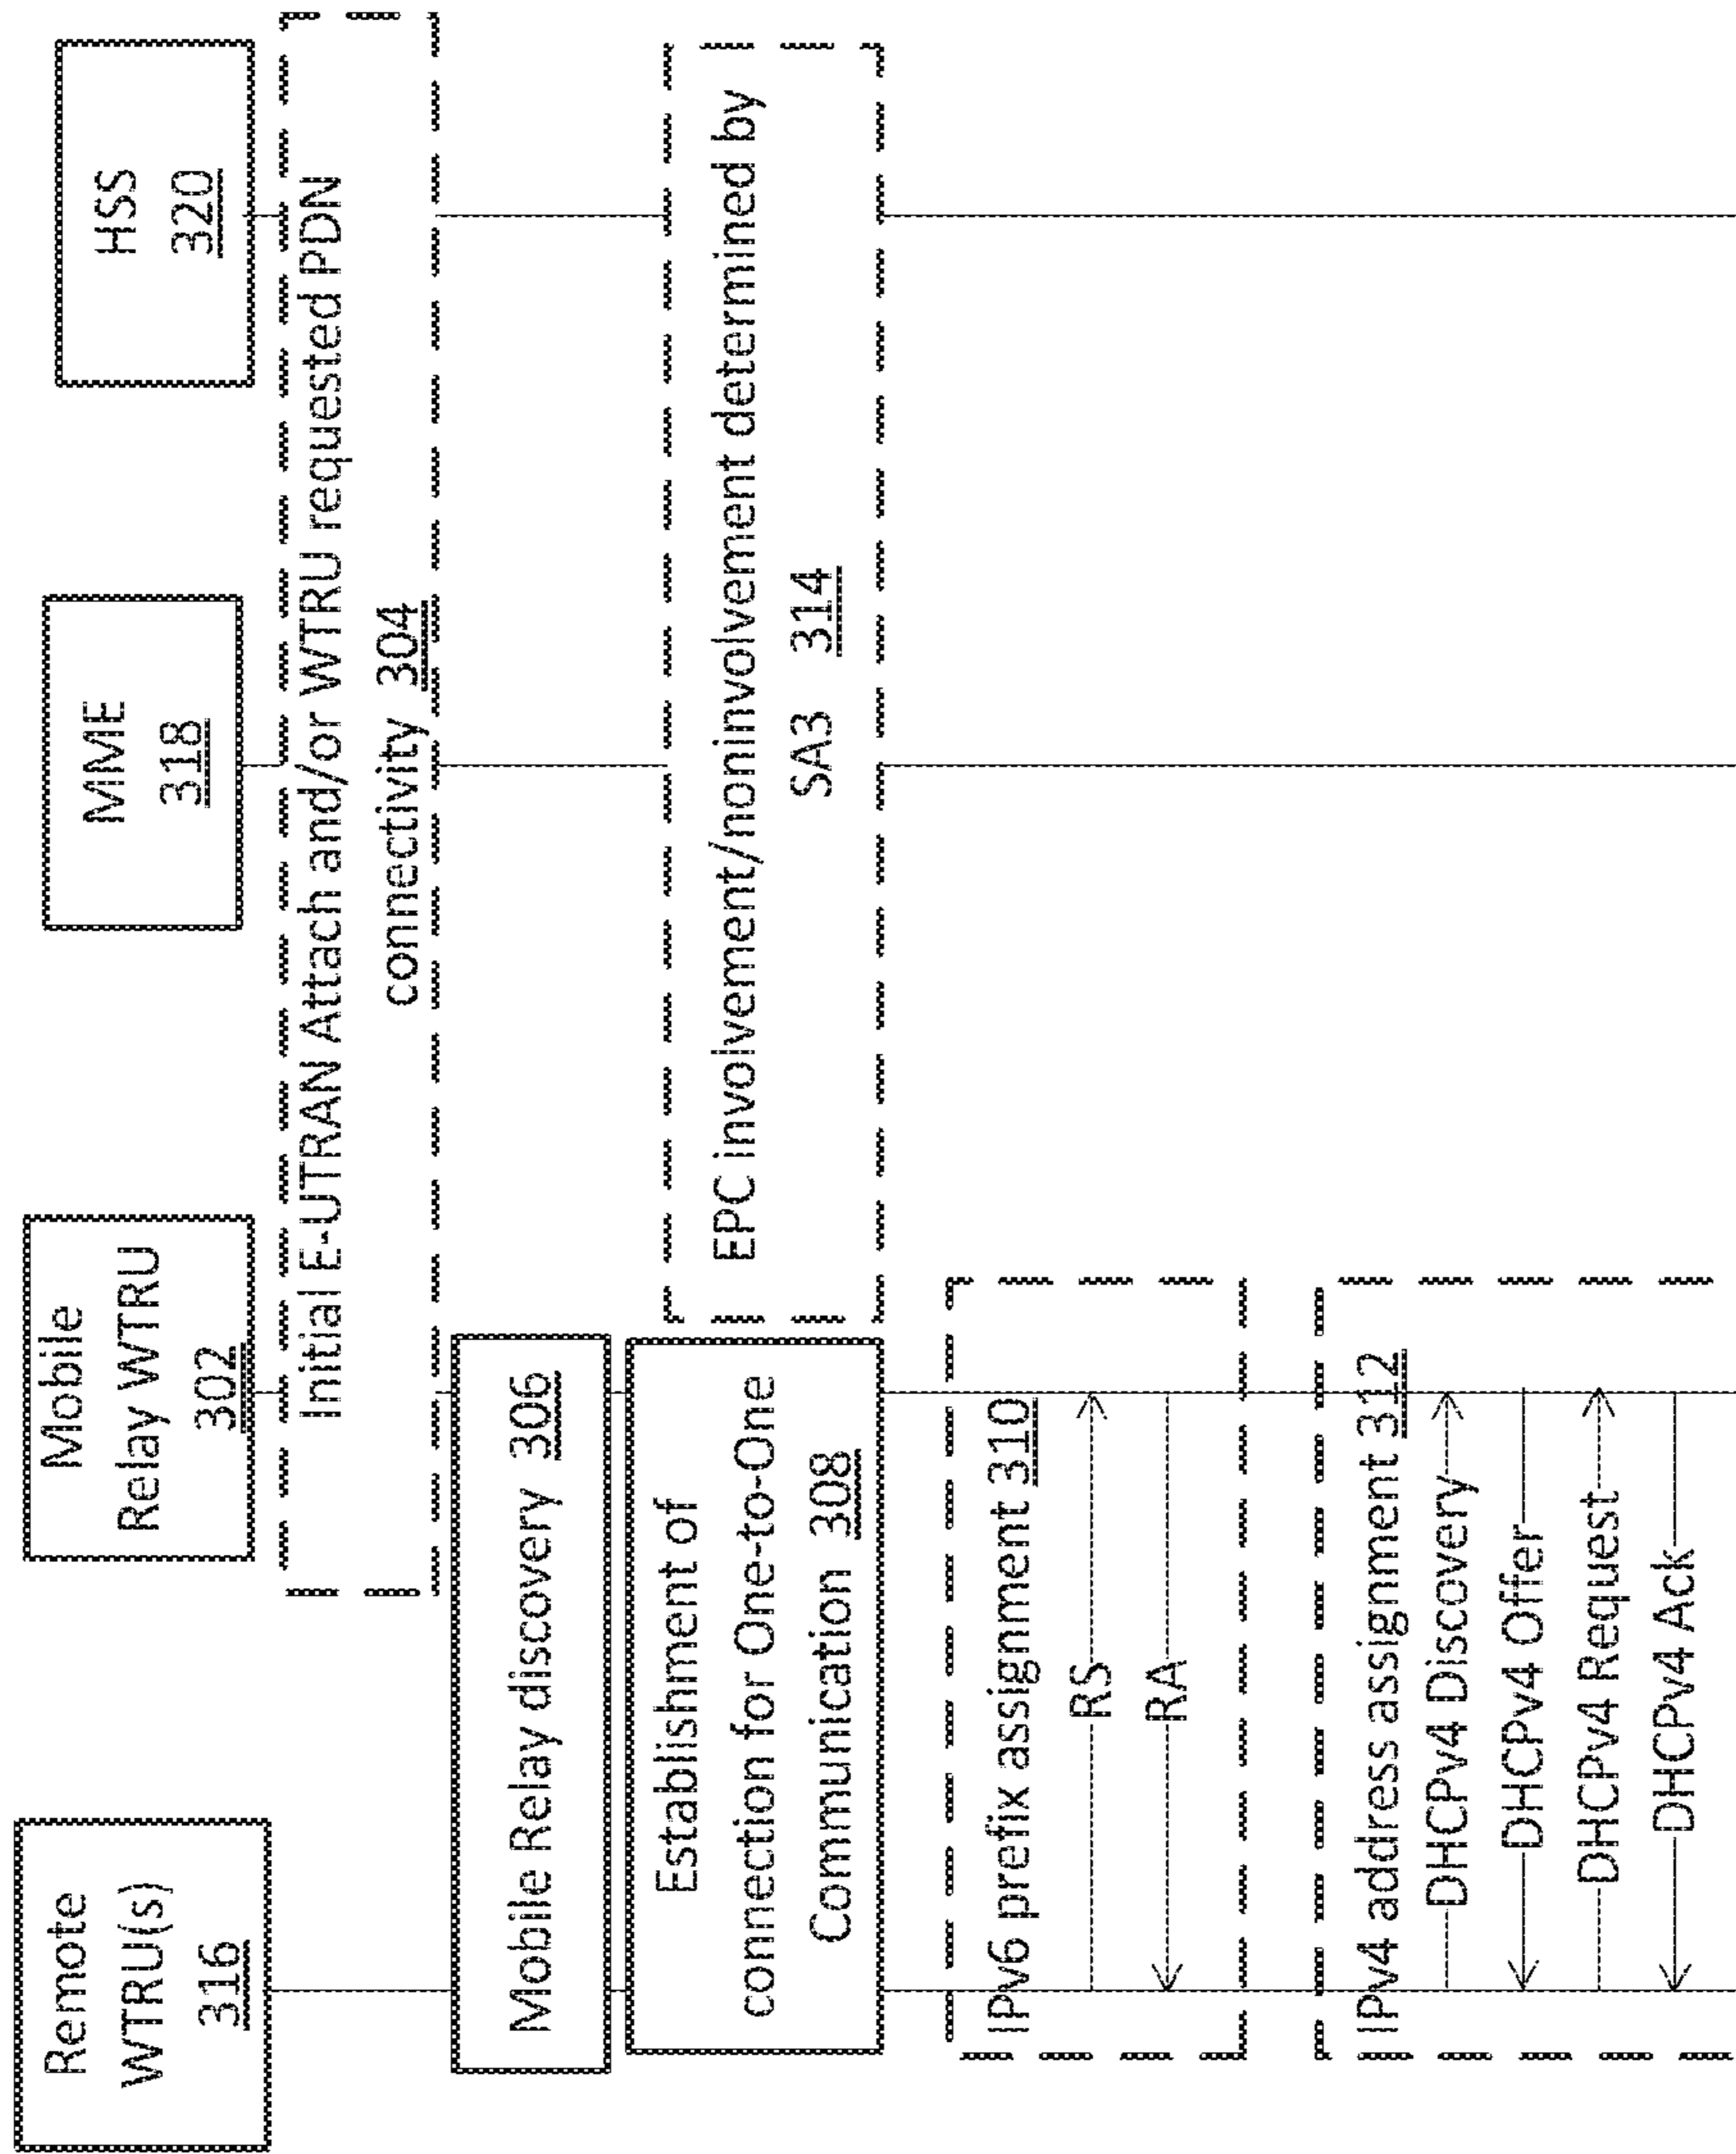 Remote
WTRU(s)
316
Mobile
Relay WTRU
302
MME
318
HSS
320
Initial E-UTRAN Attach and/or WTRU requested PDN
connectivity 304
Mobile Relay discovery 306
Establishment of
connection for One-to-One
Communication 308
EPC involvement/noninvolvement determined by
SA3 314
IPv6 prefix assignment 310
RS
RA
IPv4 address assignment 312
DHCPv4 Discovery
DHCPv4 Offer
DHCPv4 Request
DHCPv4 Ack